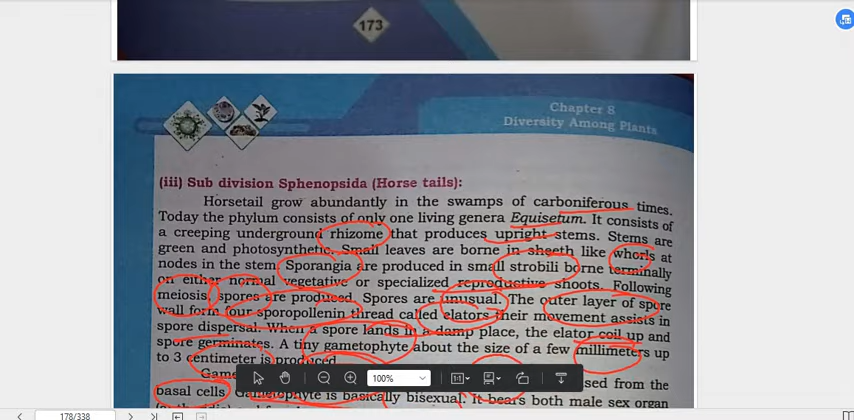 173
Chapter 8
Diversity Among Plants
(iii) Sub division Sphenopsida (Horse tails):
Horsetail grow abundantly in the swamps of carboniferous times.
Today the phylum consists of only one living genera Equisetum. It consists of
a creeping underground rhizome that produces upright stems. Stems are
green and photosynthetic. Small leaves are borne in sheeth like whorls at
nodes in the stem. Sporangia are produced in small strobili borne terminally
on either normal vegetative or specialized reproductive shoots. Following
meiosis, spores are produced. Spores are unusual. The outer layer of spore
wall form four sporopollenin thread called elators their movement assists in
spore dispersal. When a spore lands in a damp place, the elator coil up and
spore germinates. A tiny gametophyte about the size of a few millimeters up
to 3 centimeter is produced.
Game sed from the
100%
1:1
basal cells. Gametophyte is basically bisexual. It bears both male sex organ
178/338